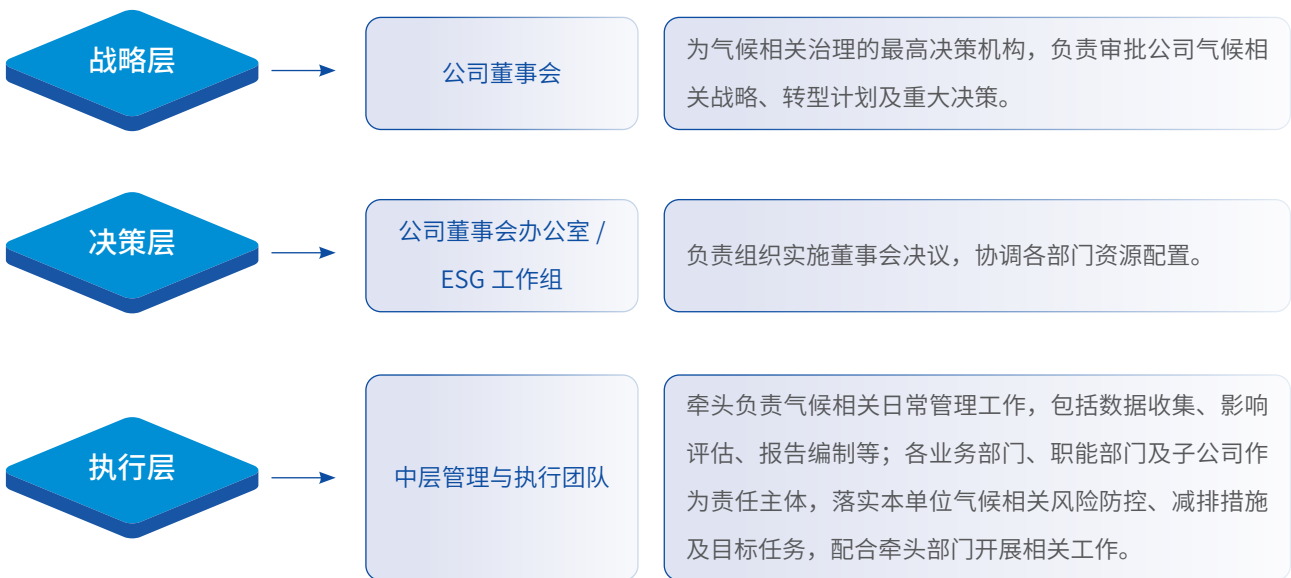 战略层
公司董事会
为气候相关治理的最高决策机构，负责审批公司气候相
关战略、转型计划及重大决策。
决策层
公司董事会办公室 /
ESG 工作组
负责组织实施董事会决议，协调各部门资源配置。
执行层
中层管理与执行团队
牵头负责气候相关日常管理工作，包括数据收集、影响
评估、报告编制等；各业务部门、职能部门及子公司作
为责任主体，落实本单位气候相关风险防控、减排措施
及目标任务，配合牵头部门开展相关工作。